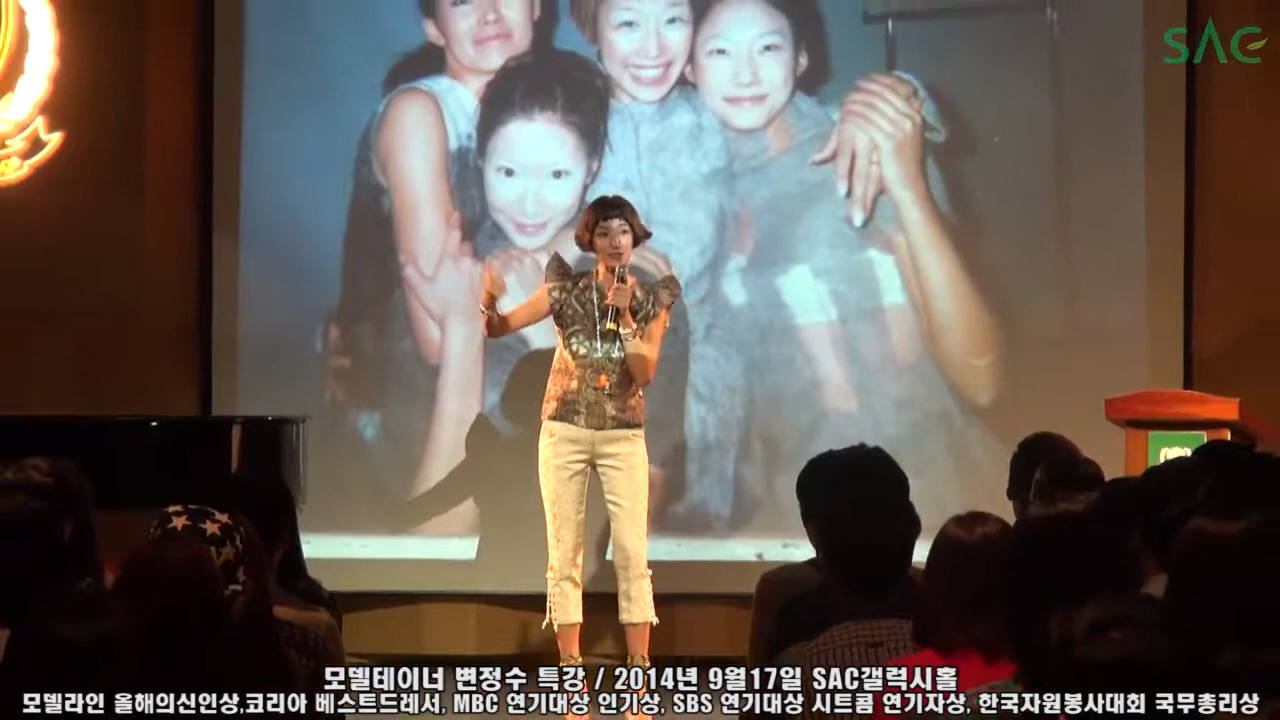 SAC
모델테이너 변정수 특강 / 2014년 9월17일 SAC갤럭시홀
모델라인 올해의신인상,코리아 베스트드레서, MBC 연기대상 인기상, SBS 연기대상 시트콤 연기자상, 한국자원봉사대회 국무총리상